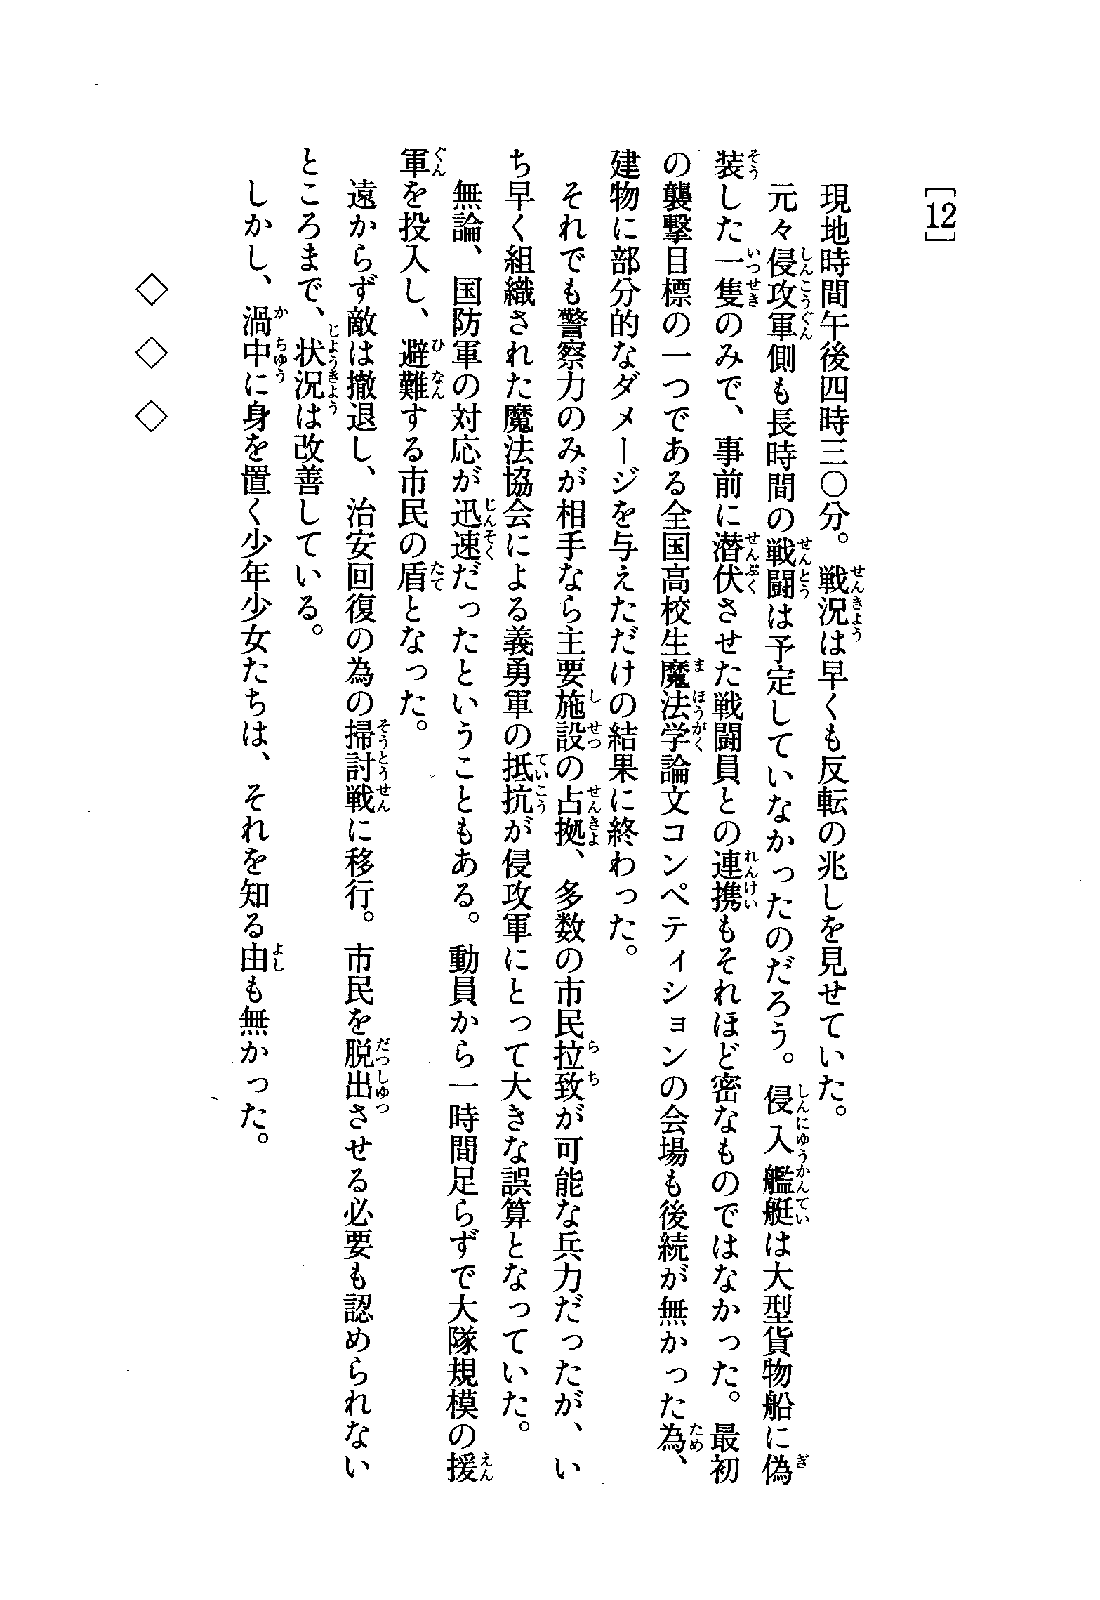 [12]
現地時間午後四時三〇分。戦況は早くも反転の兆しを見せていた。
元々侵攻軍側も長時間の戦闘は予定していなかったのだろう。侵入艦艇は大型貨物船に偽
装した一隻のみで、事前に潜伏させた戦闘員との連携もそれほど密なものではなかった。最初
の襲撃目標の一つである全国高校生魔法学論文コンペティションの会場も後続が無かった為、
建物に部分的なダメージを与えただけの結果に終わった。
それでも警察力のみが相手なら主要施設の占拠、多数の市民拉致が可能な兵力だったが、い
ち早く組織された魔法協会による義勇軍の抵抗が侵攻軍にとって大きな誤算となっていた。
無論、国防軍の対応が迅速だったということもある。動員から一時間足らずで大隊規模の援
軍を投入し、避難する市民の盾となった。
遠からず敵は撤退し、治安回復の為の掃討戦に移行。市民を脱出させる必要も認められない
ところまで、状況は改善している。
しかし、渦中に身を置く少年少女たちは、それを知る由も無かった。
◇ ◇ ◇